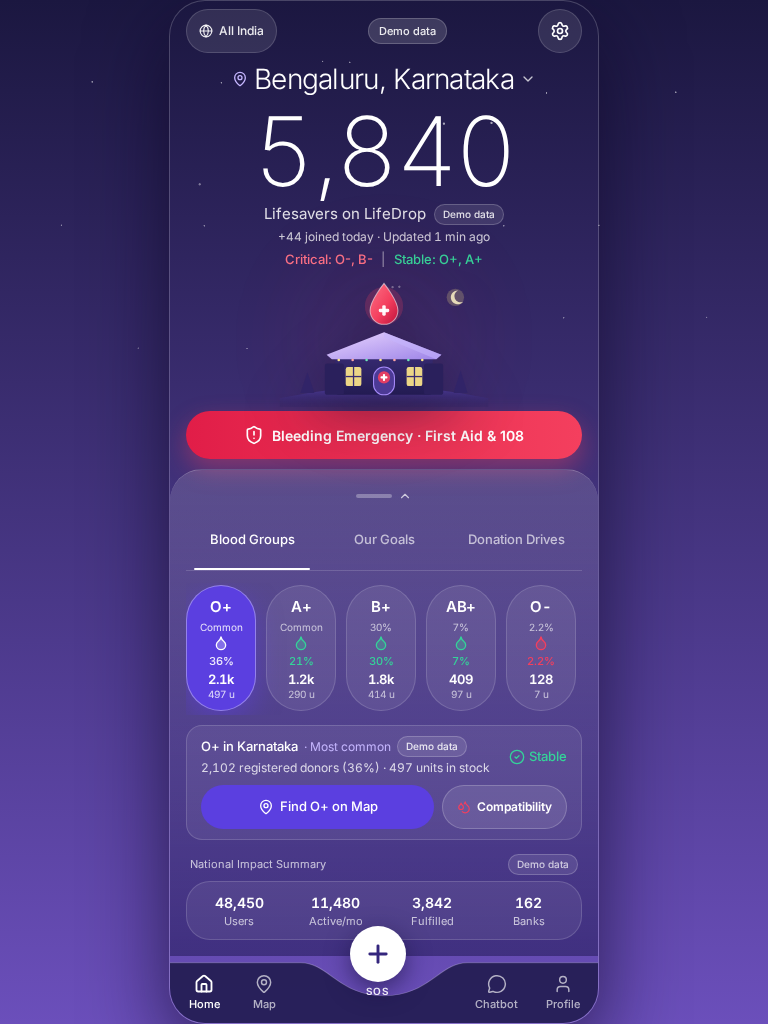 All India
Demo data
Bengaluru, Karnataka
5,840
Lifesavers on LifeDrop Demo data
+44 joined today · Updated 1 min ago
Critical: O-, B- | Stable: O+, A+
Bleeding Emergency · First Aid & 108
Blood Groups Our Goals Donation Drives
O+ A+ B+ AB+ O-
Common Common 30% 7% 2.2%
36% 21% 30% 7% 2.2%
2.1k 1.2k 1.8k 409 128
497 u 290 u 414 u 97 u 7 u
O+ in Karnataka · Most common Demo data
Stable
2,102 registered donors (36%) · 497 units in stock
Find O+ on Map Compatibility
National Impact Summary Demo data
48,450 11,480 3,842 162
Users Active/mo Fulfilled Banks
SOS
Home Map Chatbot Profile